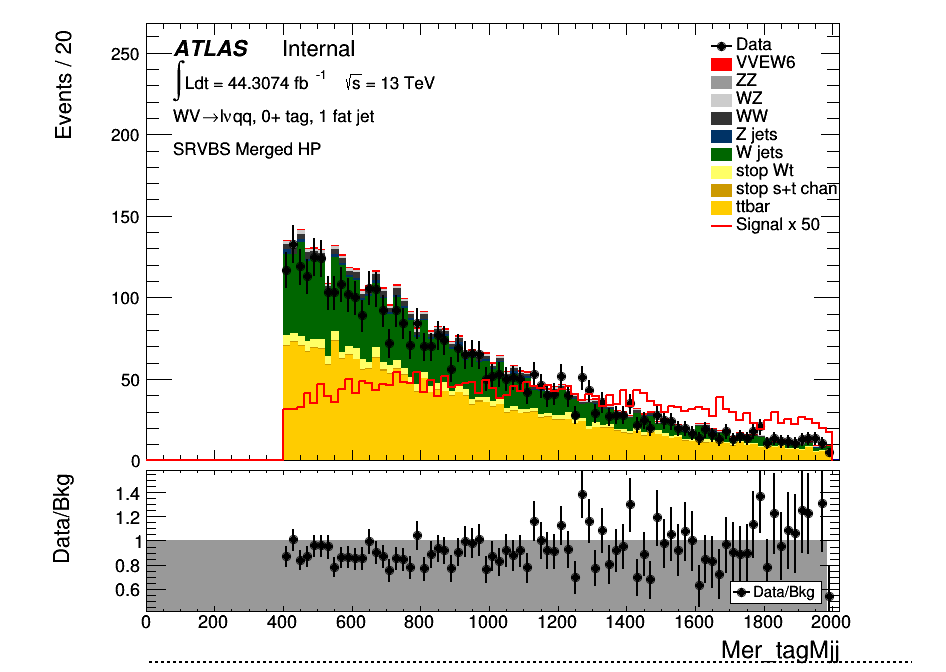 Events / 20
250
200
150
100
50
0
ATLAS Internal
∫Ldt = 44.3074 fb⁻¹ √s = 13 TeV
WV→lνqq, 0+ tag, 1 fat jet
SRVBS Merged HP
Data
VVEW6
ZZ
WZ
WW
Z jets
W jets
stop Wt
stop s+t chan
ttbar
Signal x 50
Data/Bkg
1.4
1.2
1
0.8
0.6
Data/Bkg
0 200 400 600 800 1000 1200 1400 1600 1800 2000
Mer_tagMjj